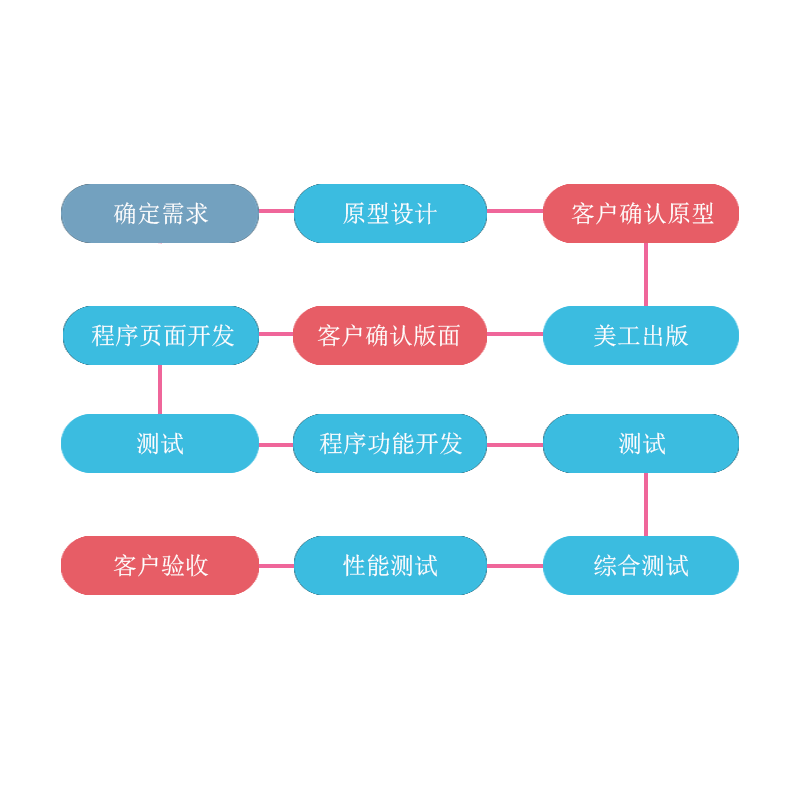 确定需求
原型设计
客户确认原型
程序页面开发
客户确认版面
美工出版
测试
程序功能开发
测试
客户验收
性能测试
综合测试